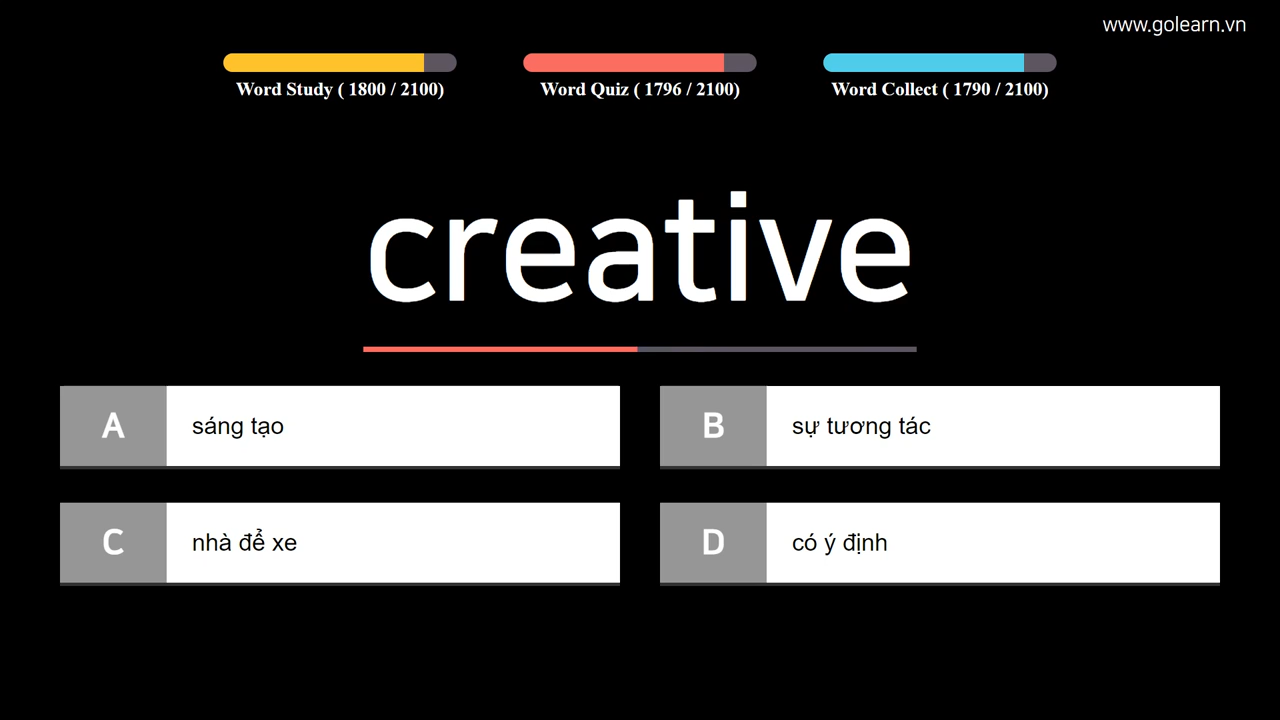 www.golearn.vn
Word Study ( 1800 / 2100)
Word Quiz ( 1796 / 2100)
Word Collect ( 1790 / 2100)
creative
A sáng tạo
B sự tương tác
C nhà để xe
D có ý định